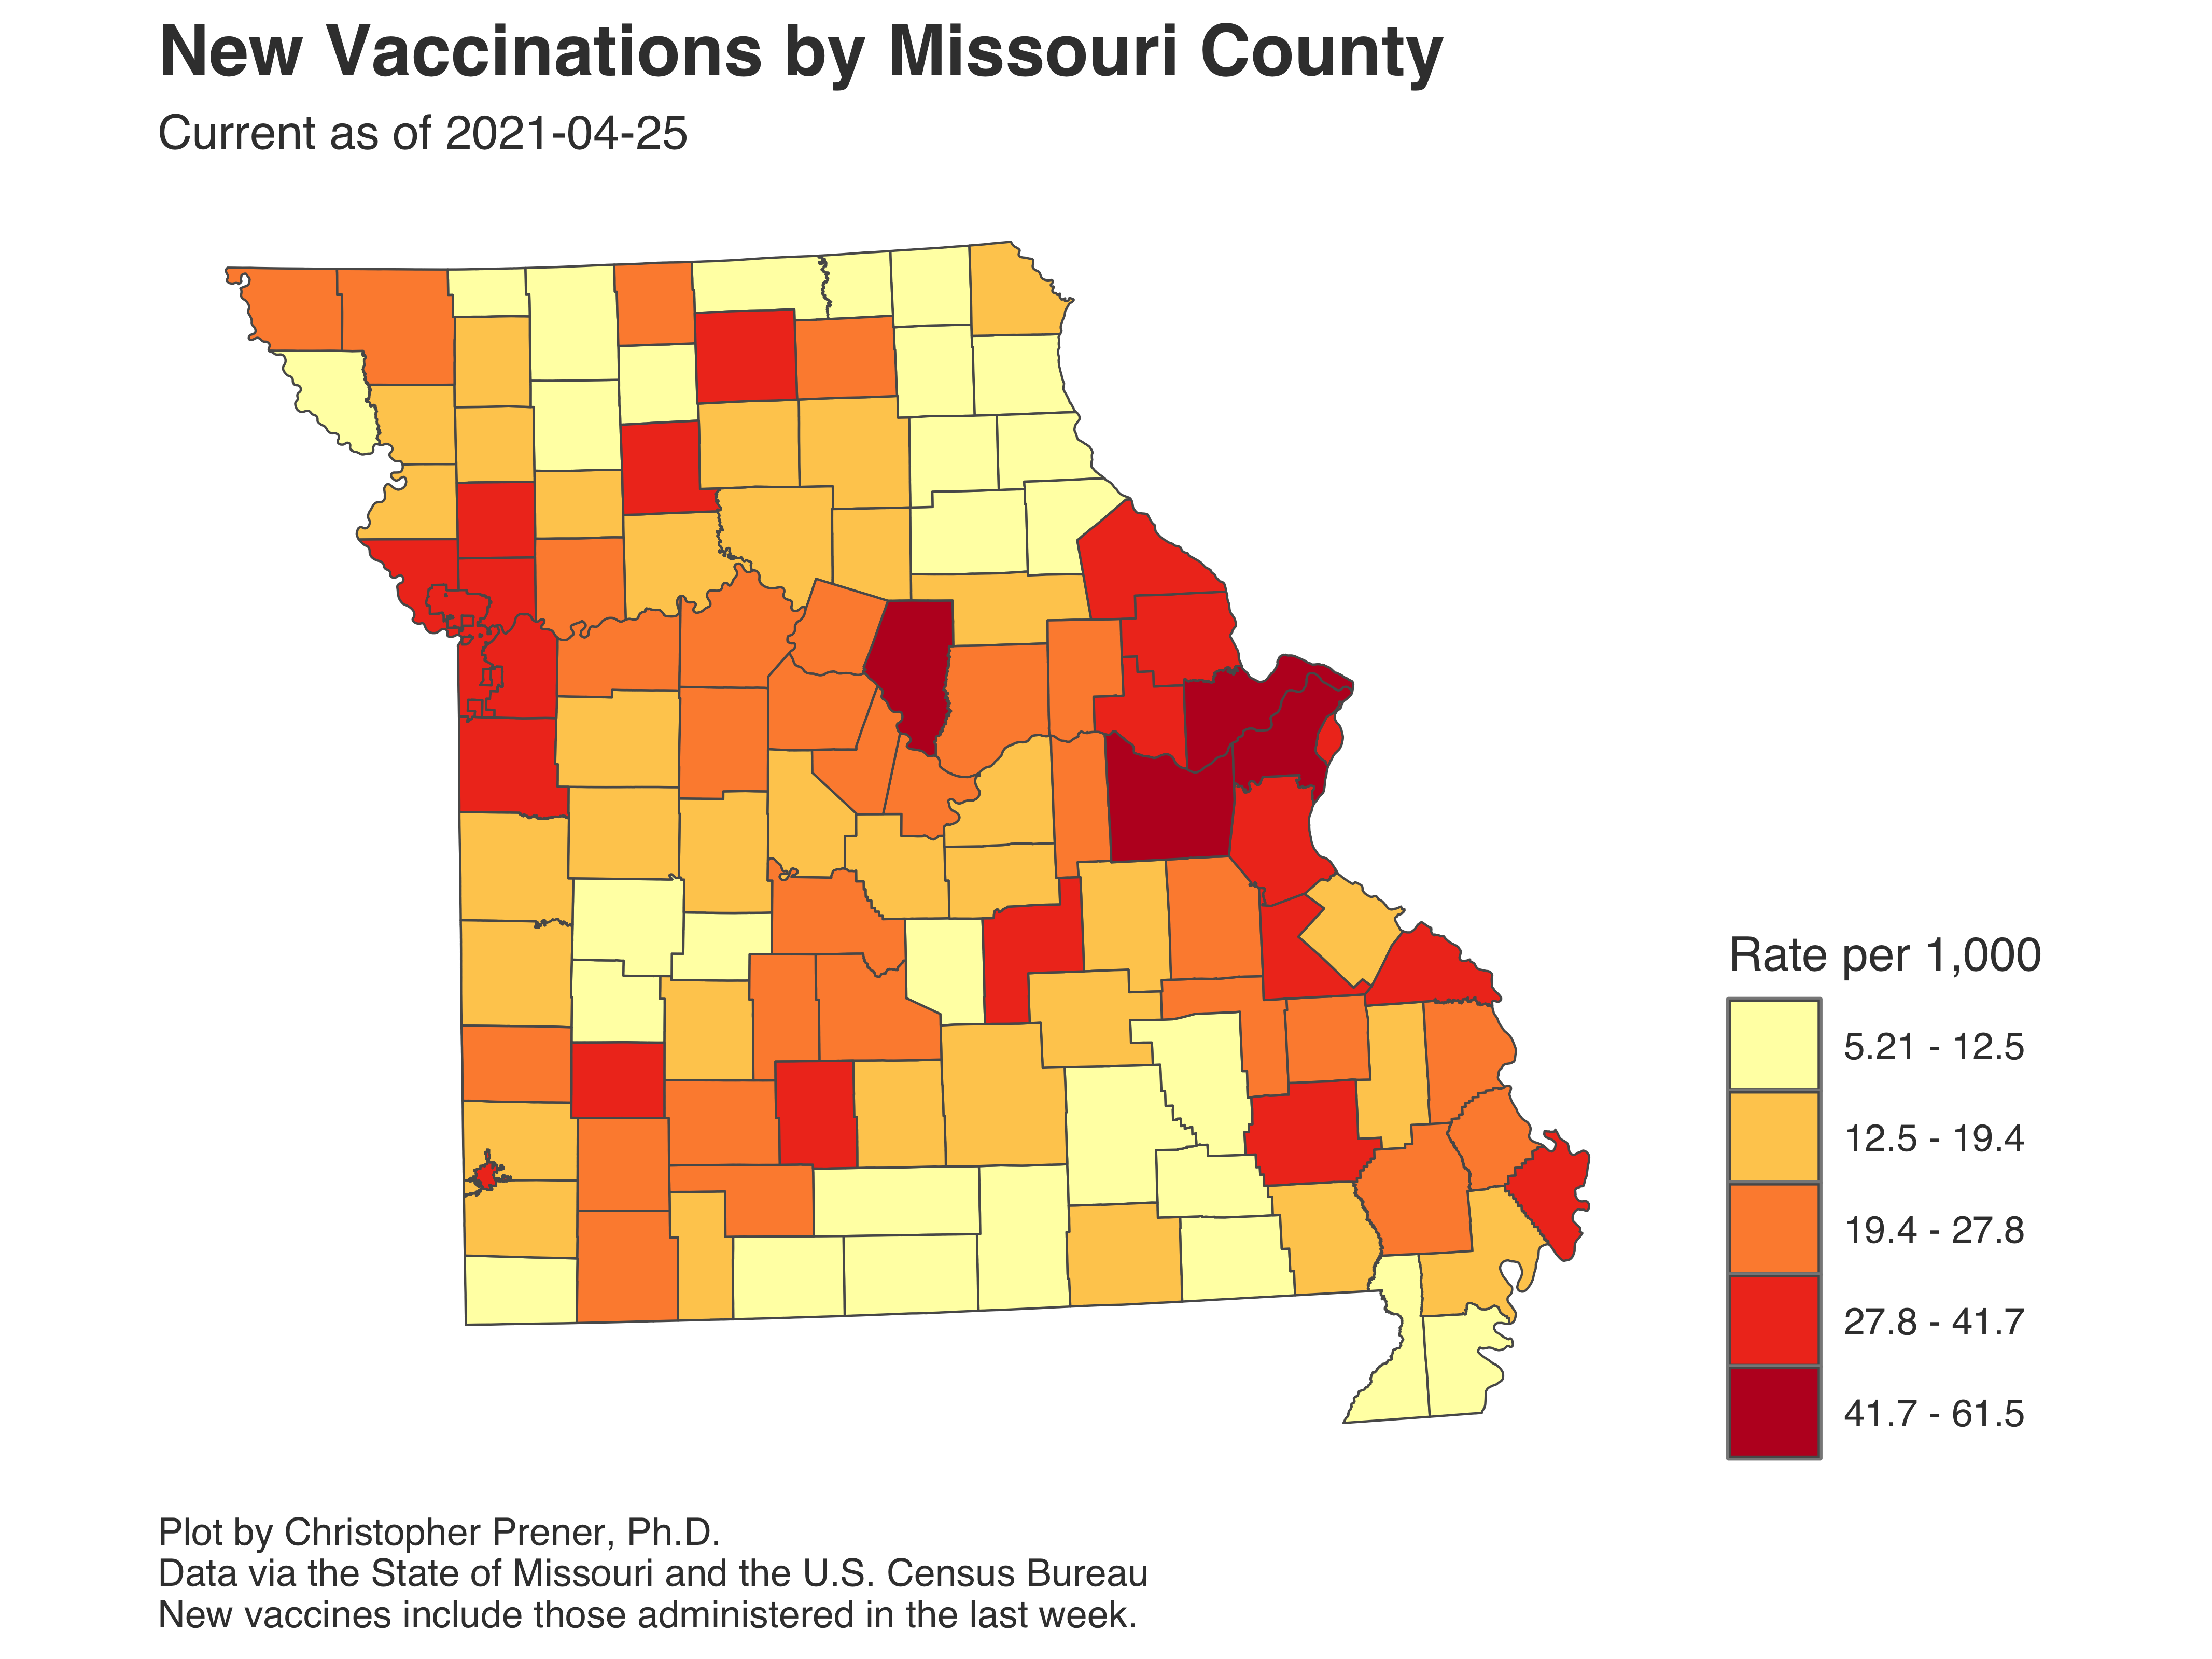 New Vaccinations by Missouri County
Current as of 2021-04-25
Rate per 1,000
5.21 - 12.5
12.5 - 19.4
19.4 - 27.8
27.8 - 41.7
41.7 - 61.5
Plot by Christopher Prener, Ph.D.
Data via the State of Missouri and the U.S. Census Bureau
New vaccines include those administered in the last week.